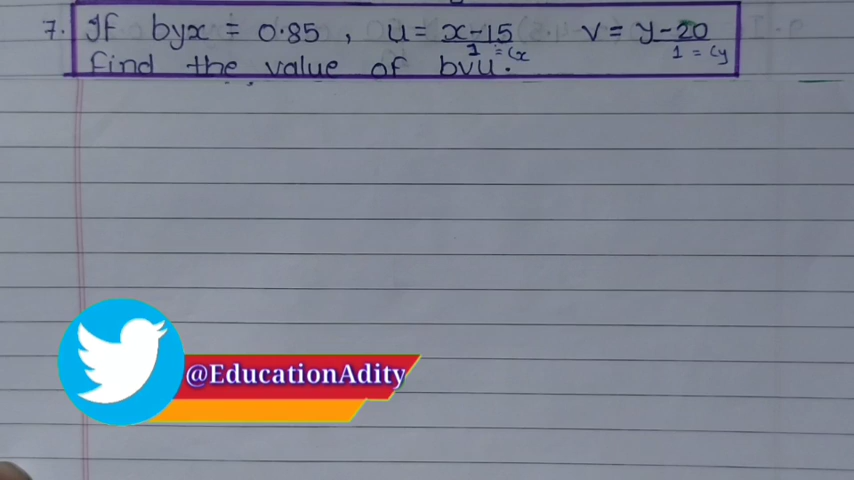 7. If byx = 0.85, u = x-15 v = y-20
1 = Cx 1 = Cy
find the value of bvu.
@EducationAdity